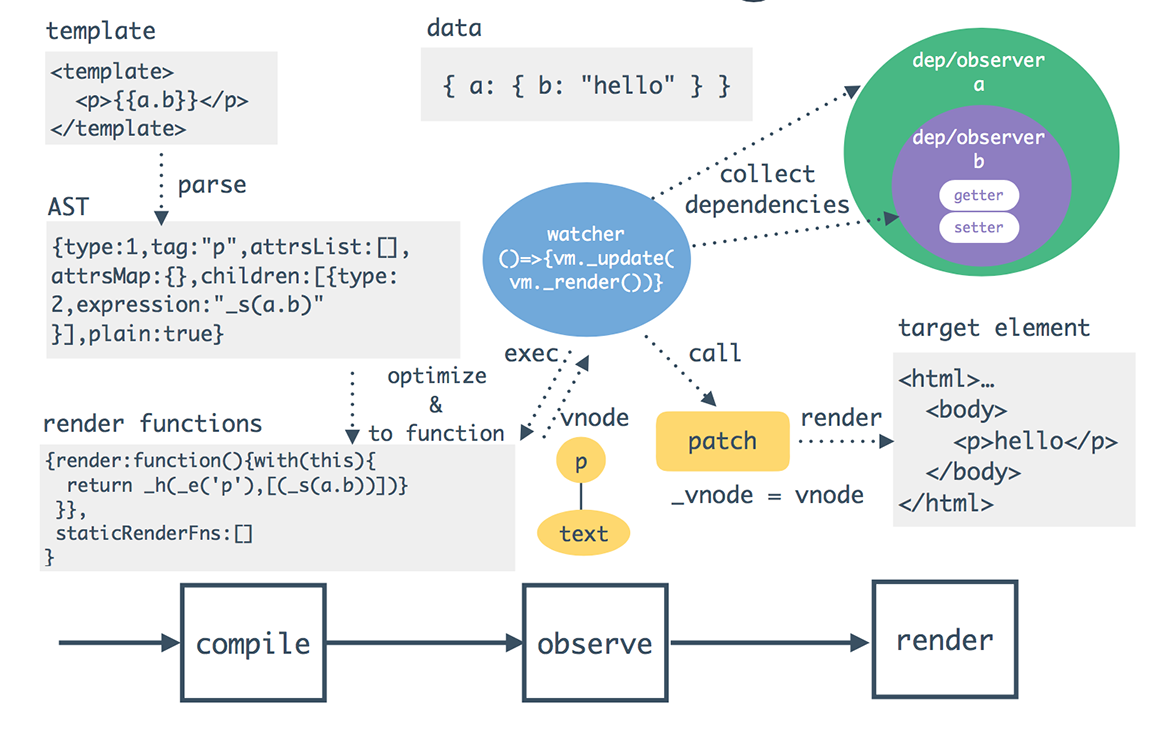 template
<template>
<p>{{a.b}}</p>
</template>
parse
AST
{type:1,tag:"p",attrsList:[],
attrsMap:{},children:[{type:
2,expression:"_s(a.b)"
}],plain:true}
optimize
&
to function
render functions
{render:function(){with(this){
return _h(_e('p'),[(_s(a.b))])}
}},
staticRenderFns:[]
}
data
{ a: { b: "hello" } }
watcher
()=>{vm._update(
vm._render())}
exec
vnode
p
text
collect
dependencies
dep/observer
a
dep/observer
b
getter
setter
call
patch
_vnode = vnode
render
target element
<html>…
<body>
<p>hello</p>
</body>
</html>
compile
observe
render